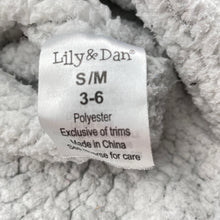 Lily & Dan®
S/M
3-6
Polyester
Exclusive of trims
Made in China
See reverse for care